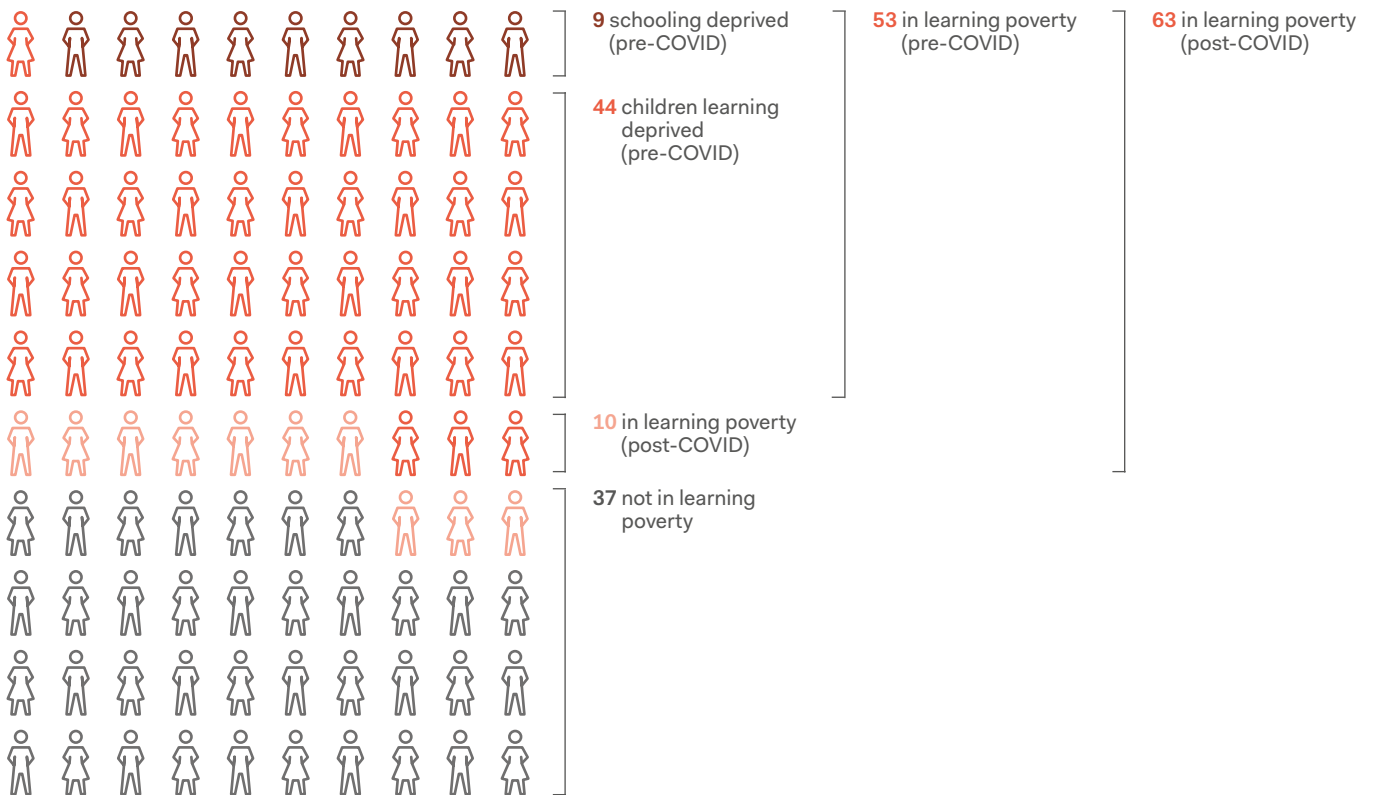 9 schooling deprived
(pre-COVID)
53 in learning poverty
(pre-COVID)
63 in learning poverty
(post-COVID)
44 children learning
deprived
(pre-COVID)
10 in learning poverty
(post-COVID)
37 not in learning
poverty